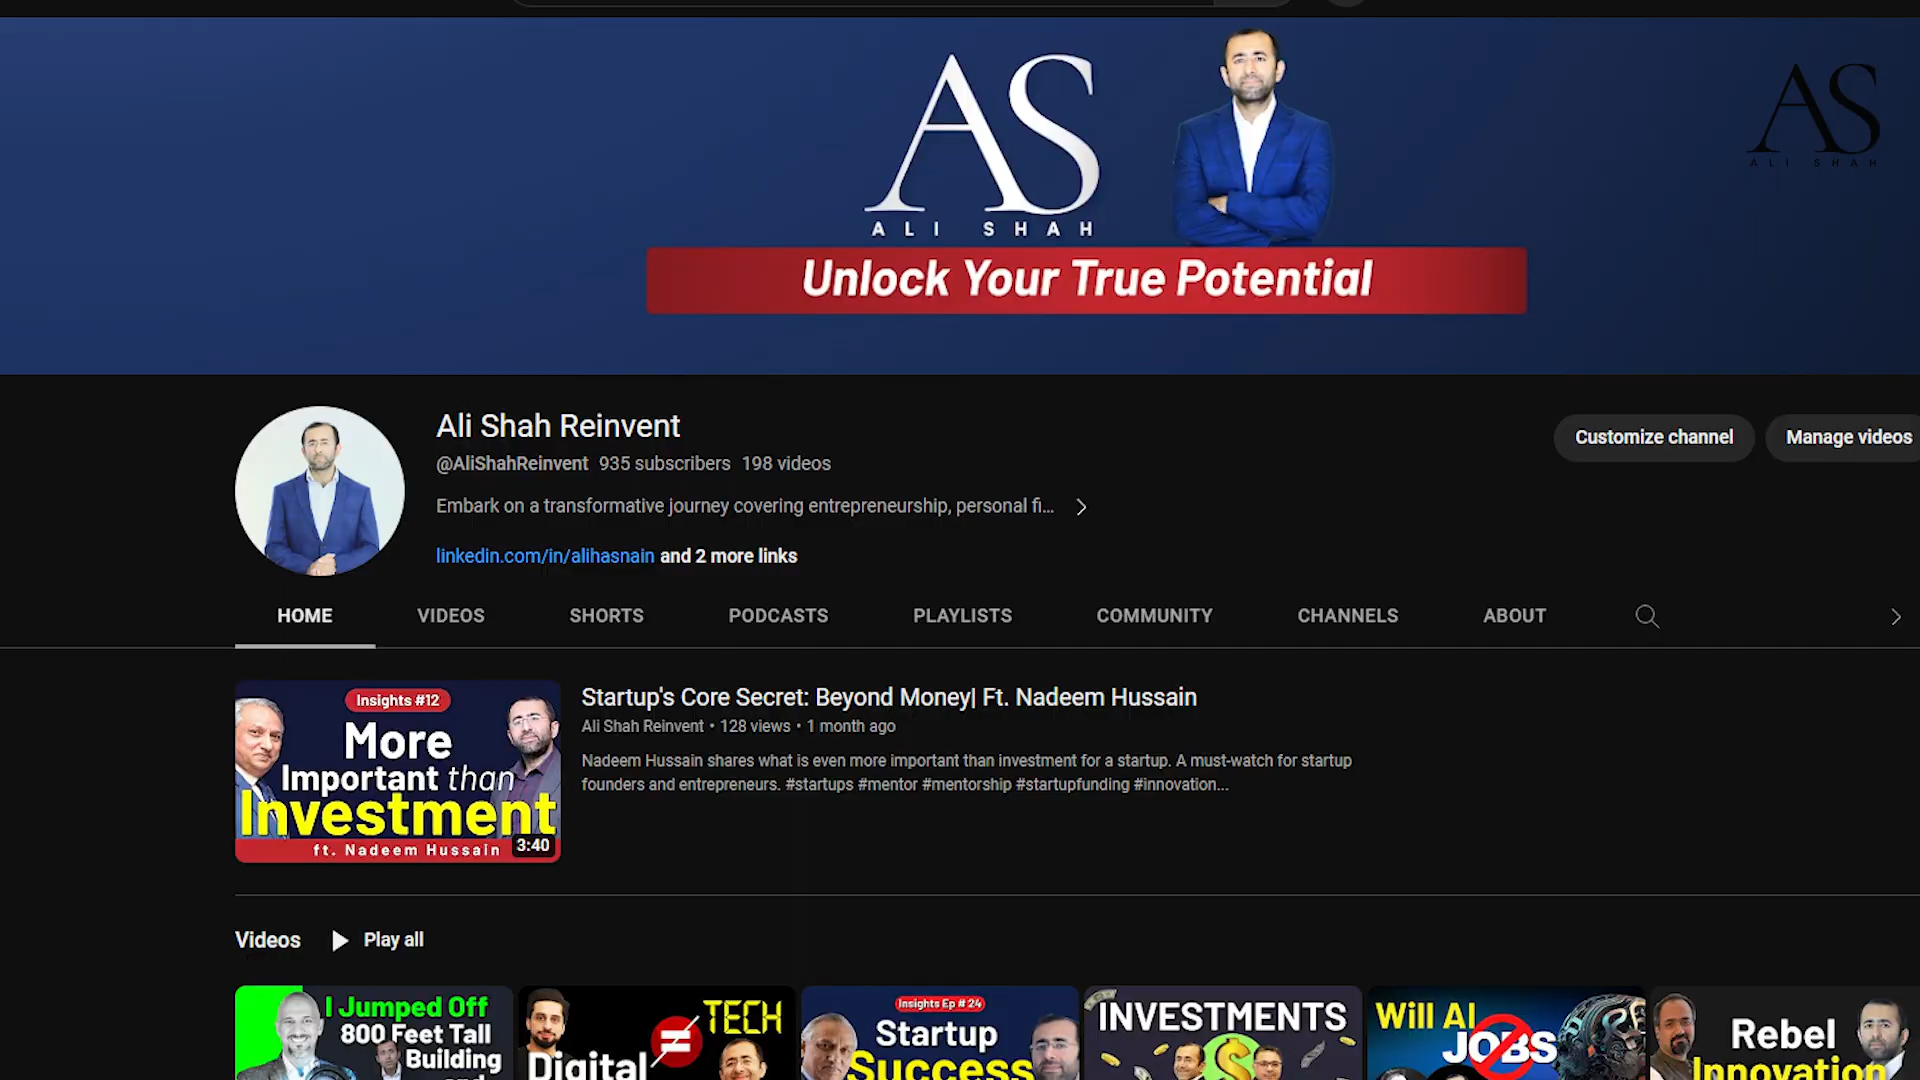 AS
ALI SHAH
AS
ALI SHAH
Unlock Your True Potential
Ali Shah Reinvent
@AliShahReinvent 935 subscribers 198 videos
Embark on a transformative journey covering entrepreneurship, personal fi...
linkedin.com/in/alihasnain and 2 more links
Customize channel
Manage videos
HOME VIDEOS SHORTS PODCASTS PLAYLISTS COMMUNITY CHANNELS ABOUT
Insights #12
More
Important than
Investment
ft. Nadeem Hussain
3:40
Startup's Core Secret: Beyond Money| Ft. Nadeem Hussain
Ali Shah Reinvent • 128 views • 1 month ago
Nadeem Hussain shares what is even more important than investment for a startup. A must-watch for startup
founders and entrepreneurs. #startups #mentor #mentorship #startupfunding #innovation...
Videos Play all
I Jumped Off
800 Feet Tall
Building
TECH
Digital
Insights Ep # 24
Startup
Success
INVESTMENTS
Will AI
JOBS
Rebel
Innovation